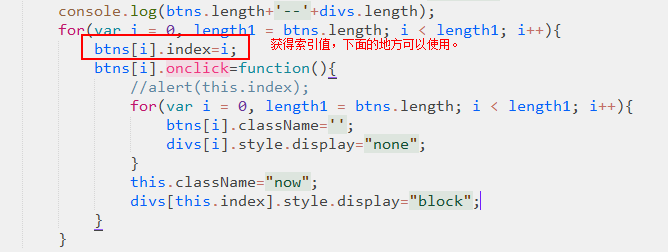 console.log(btns.length+'--'+divs.length);
for(var i = 0, length1 = btns.length; i < length1; i++){
btns[i].index=i; 获得索引值，下面的地方可以使用。
btns[i].onclick=function(){
//alert(this.index);
for(var i = 0, length1 = btns.length; i < length1; i++){
btns[i].className='';
divs[i].style.display="none";
}
this.className="now";
divs[this.index].style.display="block";
}
}